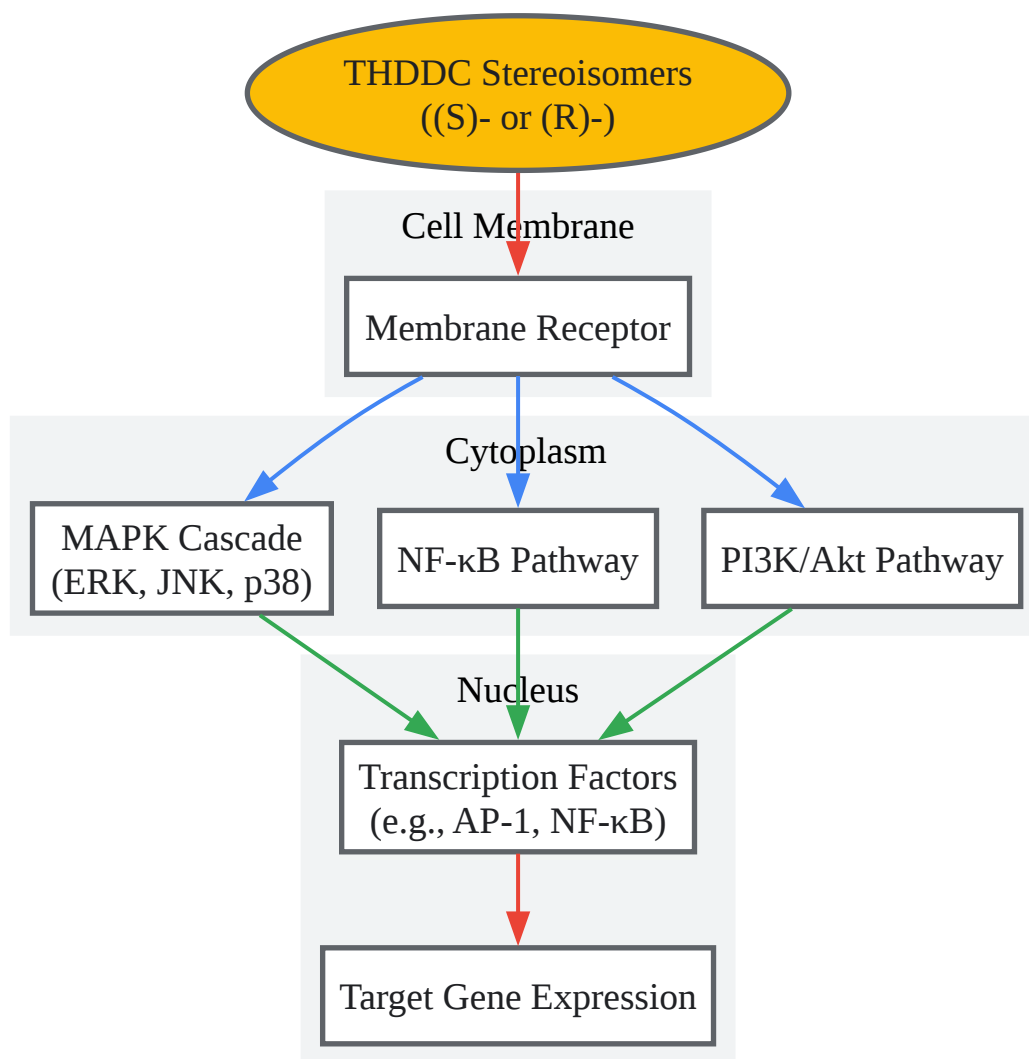 THDDC Stereoisomers
((S)- or (R)-)
Cell Membrane
Membrane Receptor
Cytoplasm
MAPK Cascade
(ERK, JNK, p38)
NF-κB Pathway
PI3K/Akt Pathway
Nucleus
Transcription Factors
(e.g., AP-1, NF-κB)
Target Gene Expression